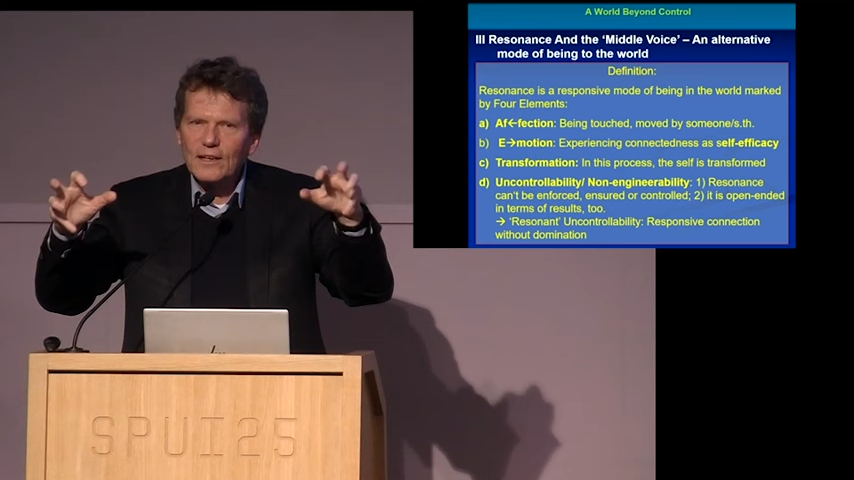 A World Beyond Control
III Resonance And the ‘Middle Voice’ – An alternative
mode of being to the world
Definition:
Resonance is a responsive mode of being in the world marked
by Four Elements:
a) Af←fection: Being touched, moved by someone/s.th.
b) E→motion: Experiencing connectedness as self-efficacy
c) Transformation: In this process, the self is transformed
d) Uncontrollability/ Non-engineerability: 1) Resonance
can't be enforced, ensured or controlled; 2) it is open-ended
in terms of results, too.
→ ‘Resonant’ Uncontrollability: Responsive connection
without domination
SPUI25